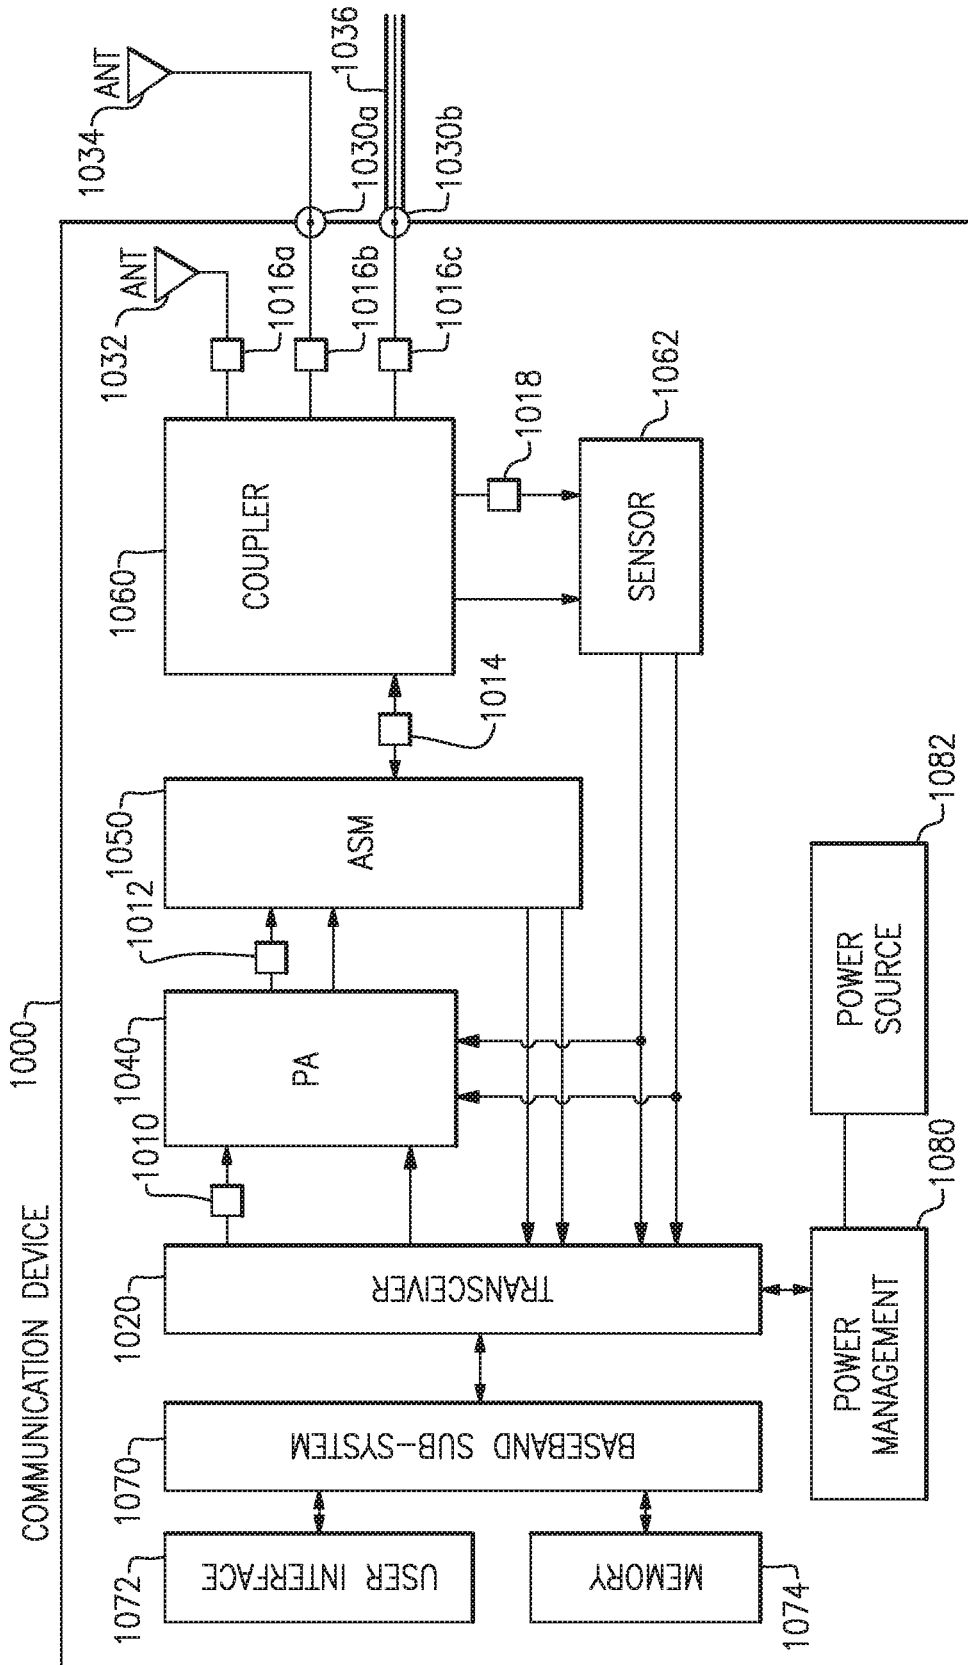 COMMUNICATION DEVICE
1000
1072
USER INTERFACE
MEMORY
1074
1070
BASEBAND SUB-SYSTEM
1020
TRANSCEIVER
1010
1040
PA
1012
1050
ASM
1014
1060
COUPLER
1018
SENSOR
1062
1016a
1016b
1016c
1032
ANT
1034
ANT
1030a
1030b
1036
POWER
MANAGEMENT
1080
POWER
SOURCE
1082